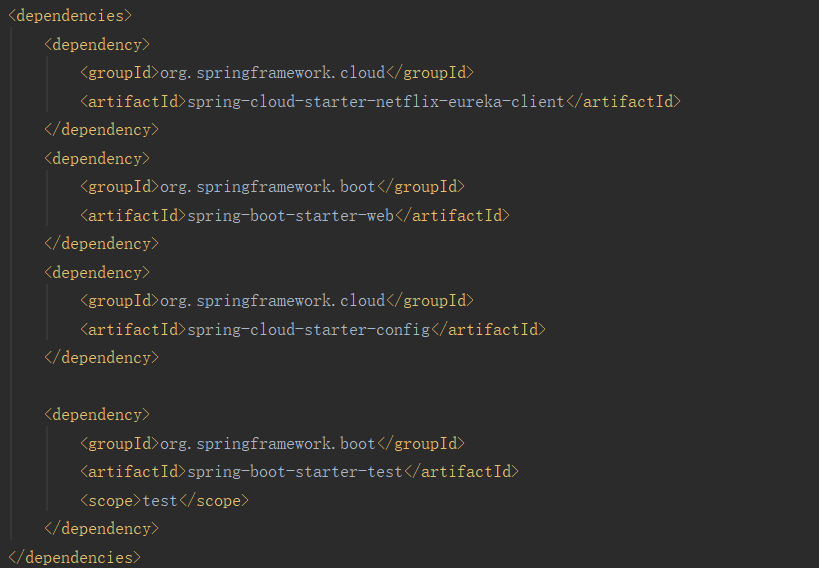 <dependencies>
    <dependency>
        <groupId>org.springframework.cloud</groupId>
        <artifactId>spring-cloud-starter-netflix-eureka-client</artifactId>
    </dependency>
    <dependency>
        <groupId>org.springframework.boot</groupId>
        <artifactId>spring-boot-starter-web</artifactId>
    </dependency>
    <dependency>
        <groupId>org.springframework.cloud</groupId>
        <artifactId>spring-cloud-starter-config</artifactId>
    </dependency>

    <dependency>
        <groupId>org.springframework.boot</groupId>
        <artifactId>spring-boot-starter-test</artifactId>
        <scope>test</scope>
    </dependency>
</dependencies>